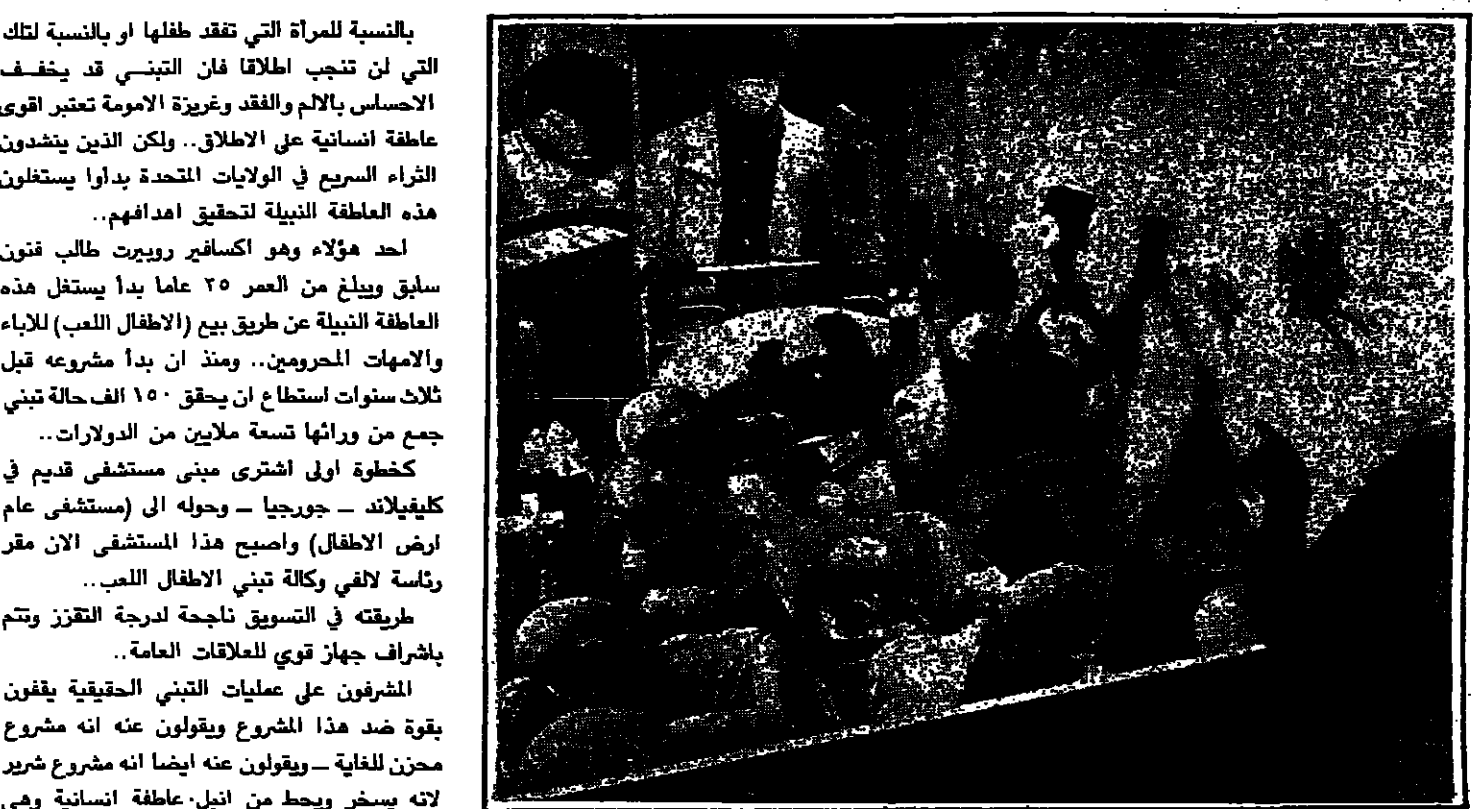 بالنسبة للمرأة التي تفقد طفلها او بالنسبة لتلك
التي لن تنجب اطلاقا فان التبنــي قد يخفــف
الاحساس بالالم والفقد وغريزة الامومة تعتبر اقوى
عاطفة انسانية على الاطلاق.. ولكن الذين ينشدون
الثراء السريع في الولايات المتحدة بدأوا يستغلون
هذه العاطفة النبيلة لتحقيق اهدافهم..
احد هؤلاء وهو اكسافير روبيرت طالب فنون
سابق ويبلغ من العمر ٢٥ عاما بدأ يستغل هذه
العاطفة النبيلة عن طريق بيع (الاطفال اللعب) للاباء
والامهات المحرومين.. ومنذ ان بدأ مشروعه قبل
ثلاث سنوات استطاع ان يحقق ١٥٠ الف حالة تبني
جمع من ورائها تسعة ملايين من الدولارات..
كخطوة اولى اشترى مبنى مستشفى قديم في
كليفيلاند ــ جورجيا ــ وحوله الى (مستشفى عام
ارض الاطفال) واصبح هذا المستشفى الان مقر
رئاسة لالفي وكالة تبني الاطفال اللعب..
طريقته في التسويق ناجحة لدرجة التقزز وتتم
باشراف جهاز قوي للعلاقات العامة..
المشرفون على عمليات التبني الحقيقية يقفون
بقوة ضد هذا المشروع ويقولون عنه انه مشروع
محزن للغاية ــ ويقولون عنه ايضا انه مشروع شرير
لانه يسخر ويحط من انبل عاطفة انسانية وهي